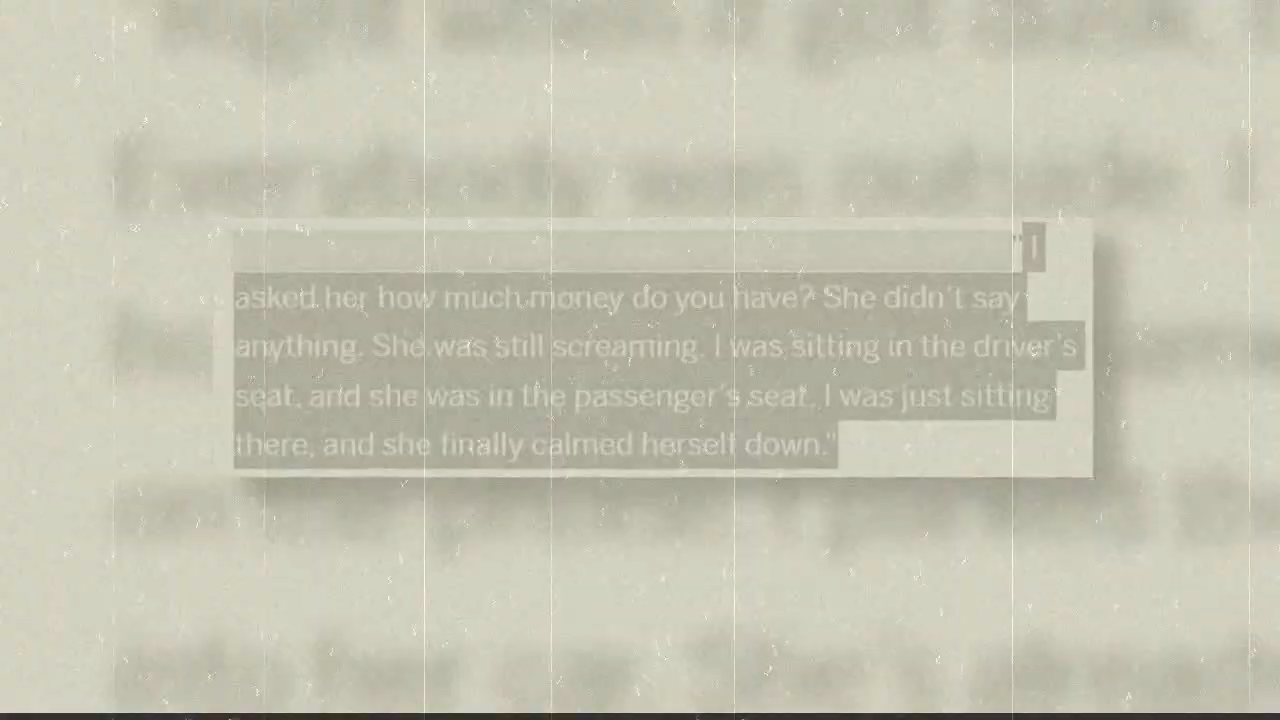 "I
asked her how much money do you have? She didn't say
anything. She was still screaming. I was sitting in the driver's
seat, and she was in the passenger's seat. I was just sitting
there, and she finally calmed herself down."